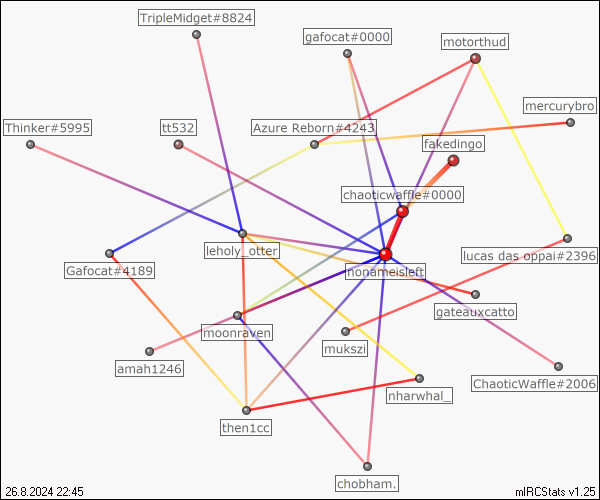 TripleMidget#8824
gafocat#0000
motorthud
mercurybro
Thinker#5995
tt532
Azure Reborn#4243
fakedingo
chaoticwaffle#0000
leholy_otter
lucas das oppai#2396
Gafocat#4189
nonameisleft
gateauxcatto
moonraven
mukszi
amah1246
ChaoticWaffle#2006
nharwhal_
then1cc
chobham.
26.8.2024 22:45
mIRCStats v1.25